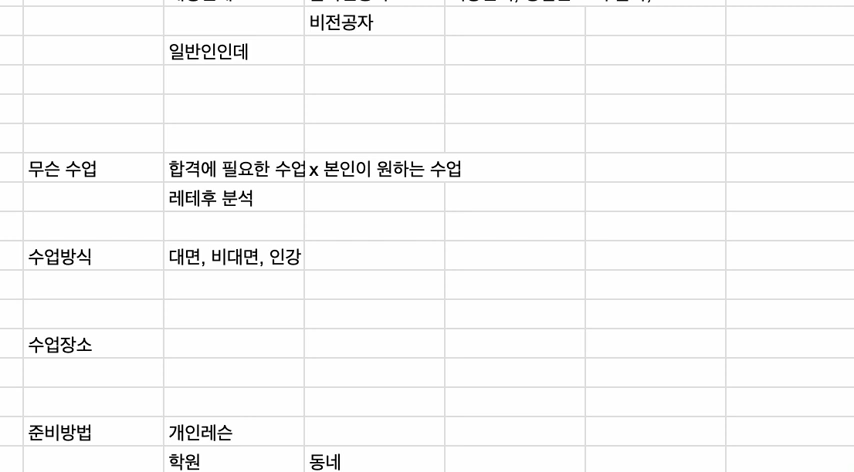 비전공자
일반인인데
무슨 수업 합격에 필요한 수업 x 본인이 원하는 수업
레테후 분석
수업방식 대면, 비대면, 인강
수업장소
준비방법 개인레슨
학원 동네